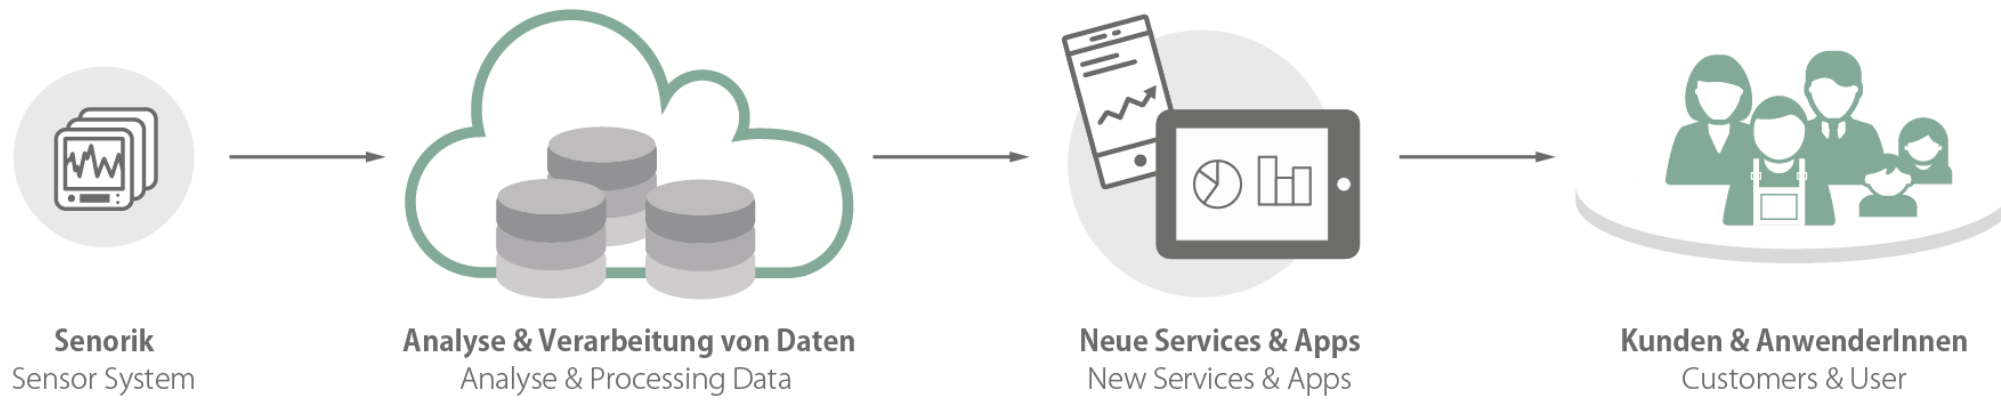 Senorik
Sensor System
Analyse & Verarbeitung von Daten
Analyse & Processing Data
Neue Services & Apps
New Services & Apps
Kunden & AnwenderInnen
Customers & User